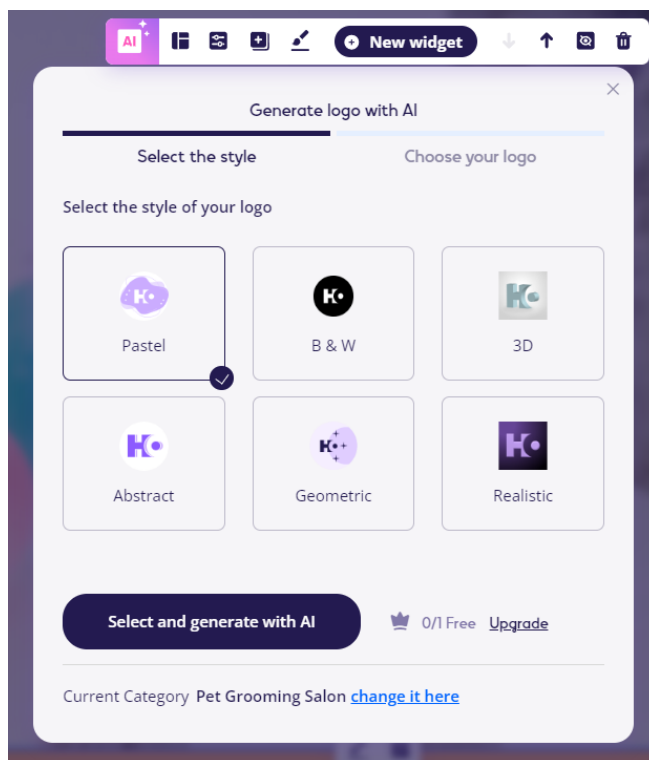 AI
New widget
Generate logo with AI
Select the style
Choose your logo
Select the style of your logo
Pastel
B & W
3D
Abstract
Geometric
Realistic
Select and generate with AI
0/1 Free Upgrade
Current Category Pet Grooming Salon change it here